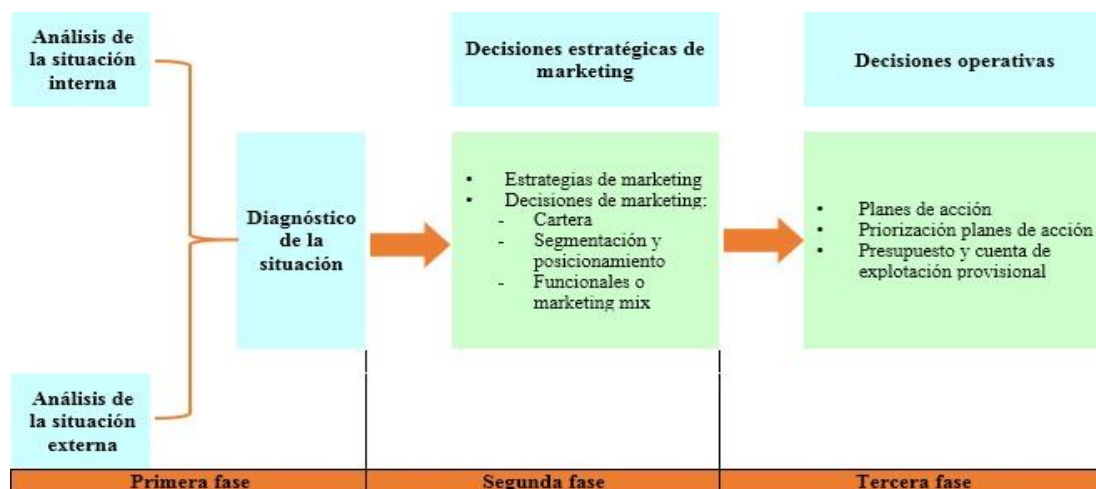 Análisis de
la situación
interna
Decisiones estratégicas de
marketing
Decisiones operativas
Diagnóstico
de la
situación
• Estrategias de marketing
• Decisiones de marketing:
- Cartera
- Segmentación y
posicionamiento
- Funcionales o
marketing mix
• Planes de acción
• Priorización planes de acción
• Presupuesto y cuenta de
explotación provisional
Análisis de
la situación
externa
Primera fase
Segunda fase
Tercera fase